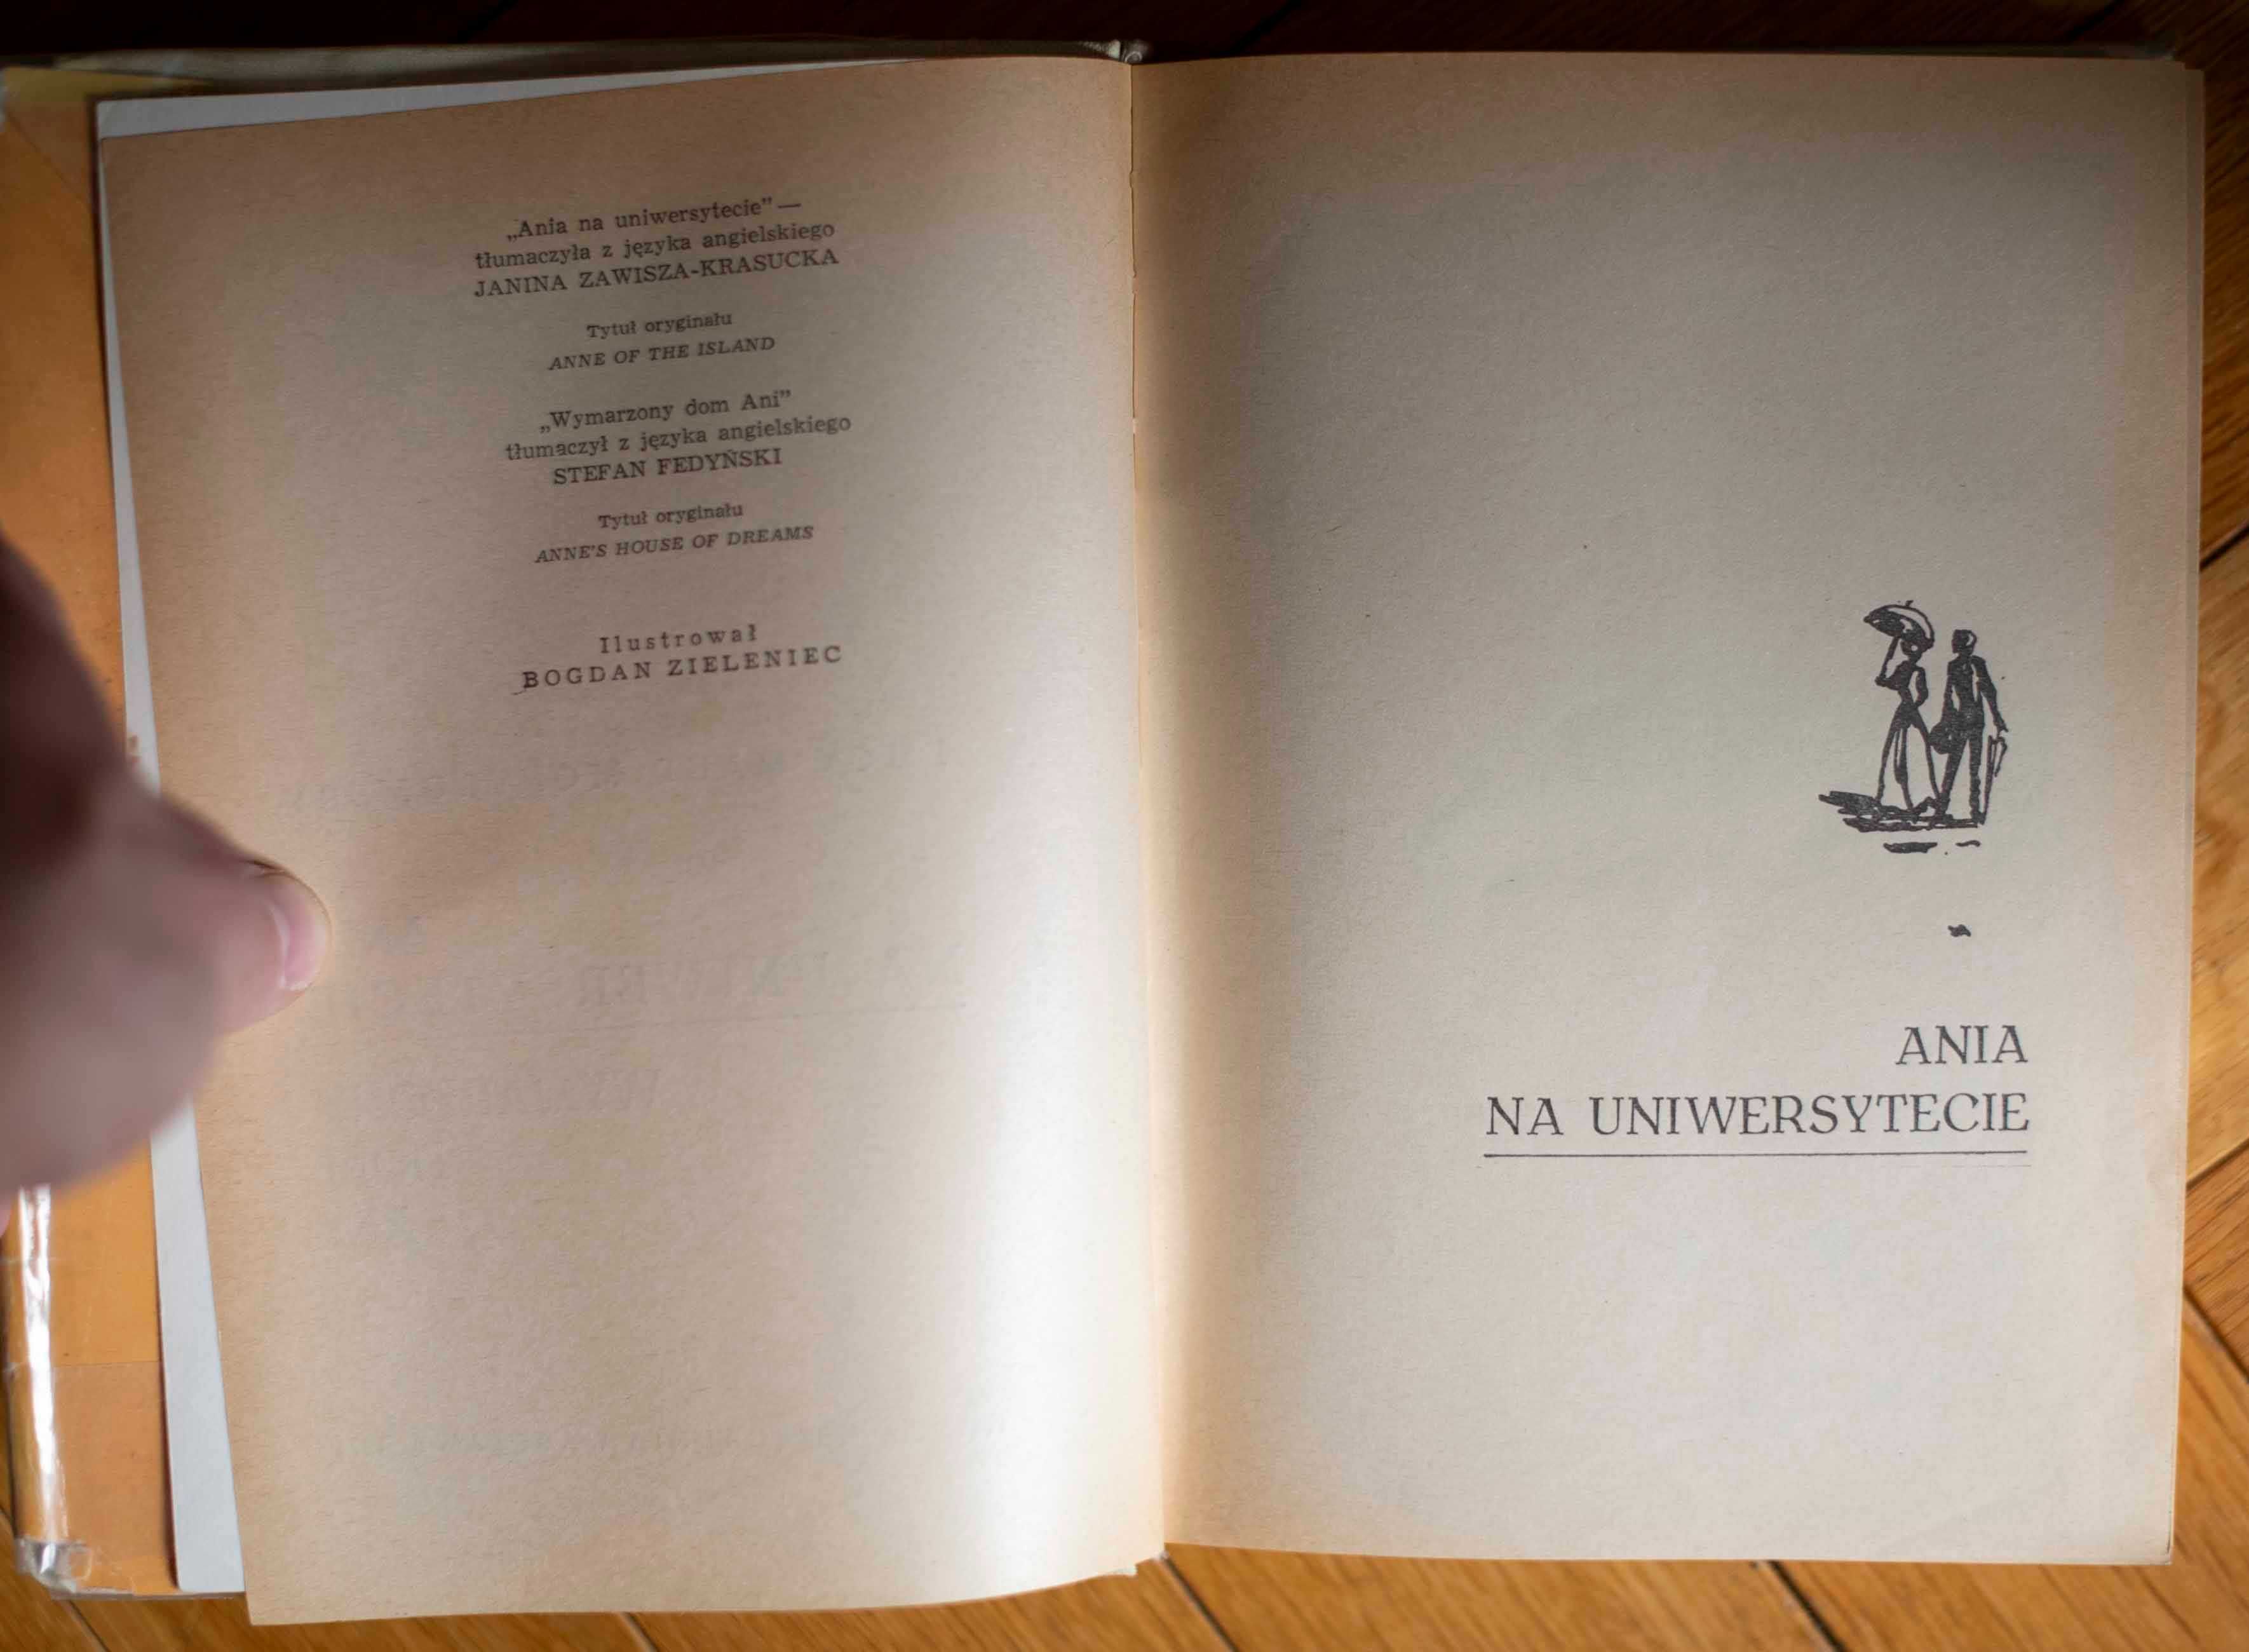 „Ania na uniwersytecie” —
tłumaczyła z języka angielskiego
JANINA ZAWISZA-KRASUCKA
Tytuł oryginału
ANNE OF THE ISLAND
„Wymarzony dom Ani”
tłumaczył z języka angielskiego
STEFAN FEDYŃSKI
Tytuł oryginału
ANNE'S HOUSE OF DREAMS
Ilustrował
BOGDAN ZIELENIEC
ANIA
NA UNIWERSYTECIE